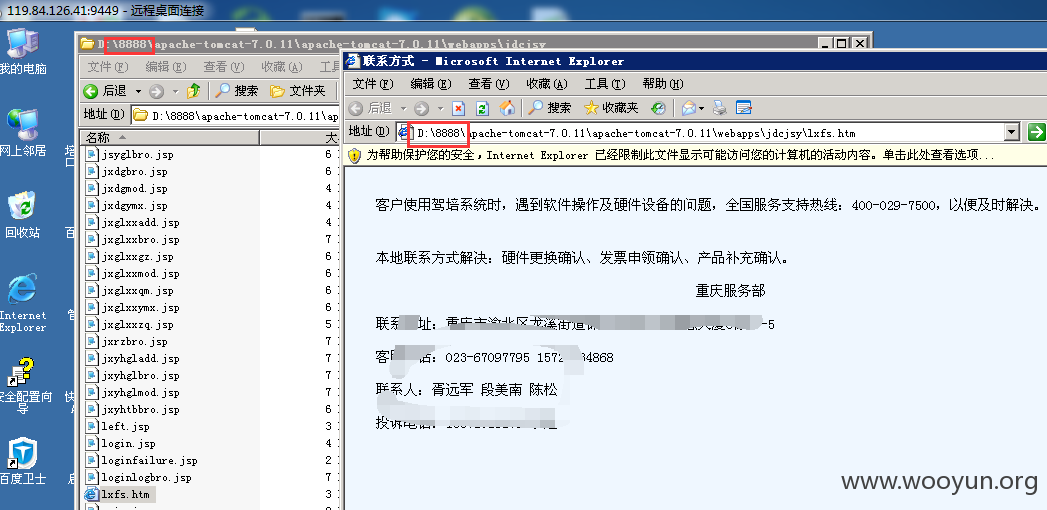 119.84.126.41:9449 - 远程桌面连接
我的电脑
网上邻居
回收站
Internet
Explorer
安全配置向
导
百度卫士
D:\8888\apache-tomcat-7.0.11\apache-tomcat-7.0.11\webapps\jdcjsy
文件(F) 编辑(E) 查看(V) 收藏(A) 工具
后退 搜索 文件夹
地址(D) D:\8888\apache-tomcat-7.0.11\ap
名称 大
jsyglbro.jsp 6
jxdgbro.jsp 6
jxdgmod.jsp 4
jxdgymx.jsp 4
jxglxxadd.jsp 4
jxglxxbro.jsp 7
jxglxxgz.jsp 6
jxglxxmod.jsp 6
jxglxxqm.jsp 6
jxglxxymx.jsp 6
jxglxxzq.jsp 5
jxrzbro.jsp 7
jxyhgladd.jsp 7
jxyhglbro.jsp 7
jxyhglmod.jsp 7
jxyhtbbro.jsp 6
left.jsp 3
login.jsp 4
loginfailure.jsp 2
loginlogbro.jsp 7
lxfs.htm 3
联系方式 - Microsoft Internet Explorer
文件(F) 编辑(E) 查看(V) 收藏(A) 工具(T) 帮助(H)
后退 搜索 收藏夹
地址(D) D:\8888\apache-tomcat-7.0.11\apache-tomcat-7.0.11\webapps\jdcjsy\lxfs.htm
为帮助保护您的安全，Internet Explorer 已经限制此文件显示可能访问您的计算机的活动内容。单击此处查看选项...
客户使用驾培系统时，遇到软件操作及硬件设备的问题，全国服务支持热线：400-029-7500，以便及时解决。
本地联系方式解决：硬件更换确认、发票申领确认、产品补充确认。
重庆服务部
联系 址：重庆市渝北区龙溪街道 -5
客 话：023-67097795 1572 4868
联系人：胥远军 段美南 陈松
投诉电话：
www.wooyun.org